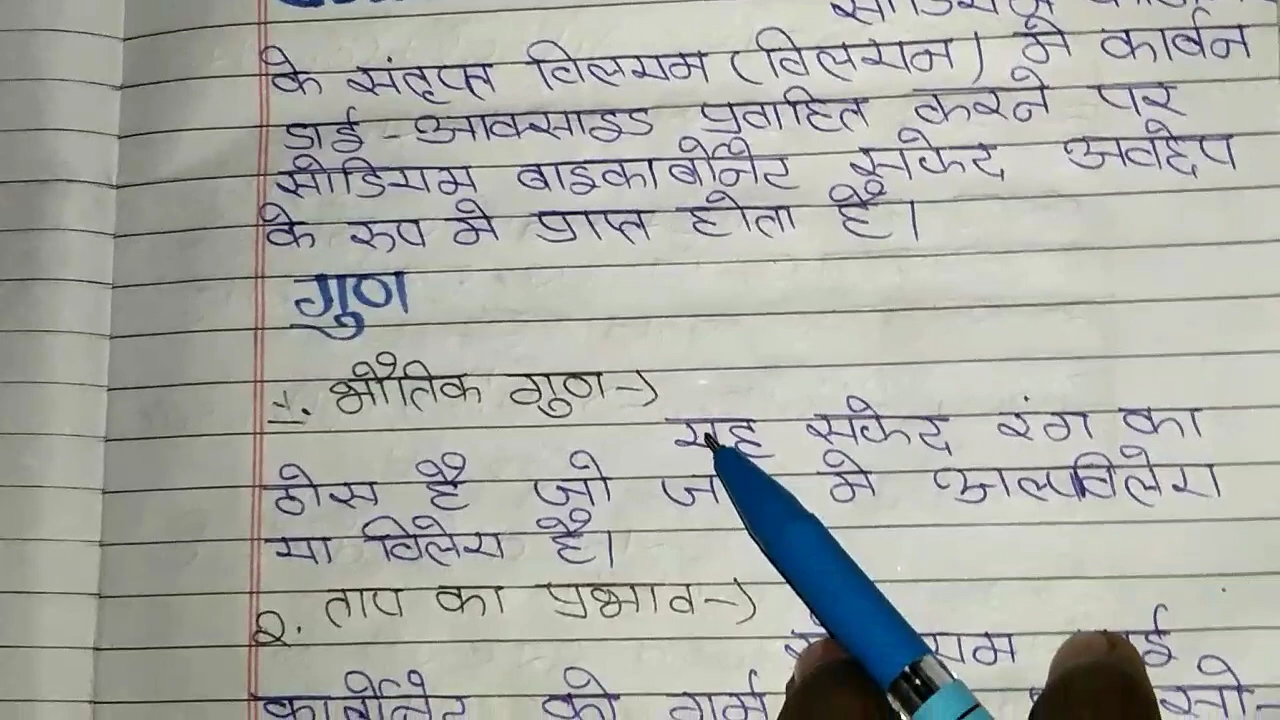 के संतृप्त विलयम (विलयन) मे कार्बन
डाई-आक्साइड प्रवाहित करने पर
सोडियम बाइकार्बोनेट सफेद अवक्षेप
के रुप मे प्राप्त होता है।
गुण
1. भौतिक गुण→
यह सफेद रंग का
ठोस है जो मे अल्पविलेय
या विलेय है।
2. ताप का प्रभाव→
कार्बोनेट को गर्म